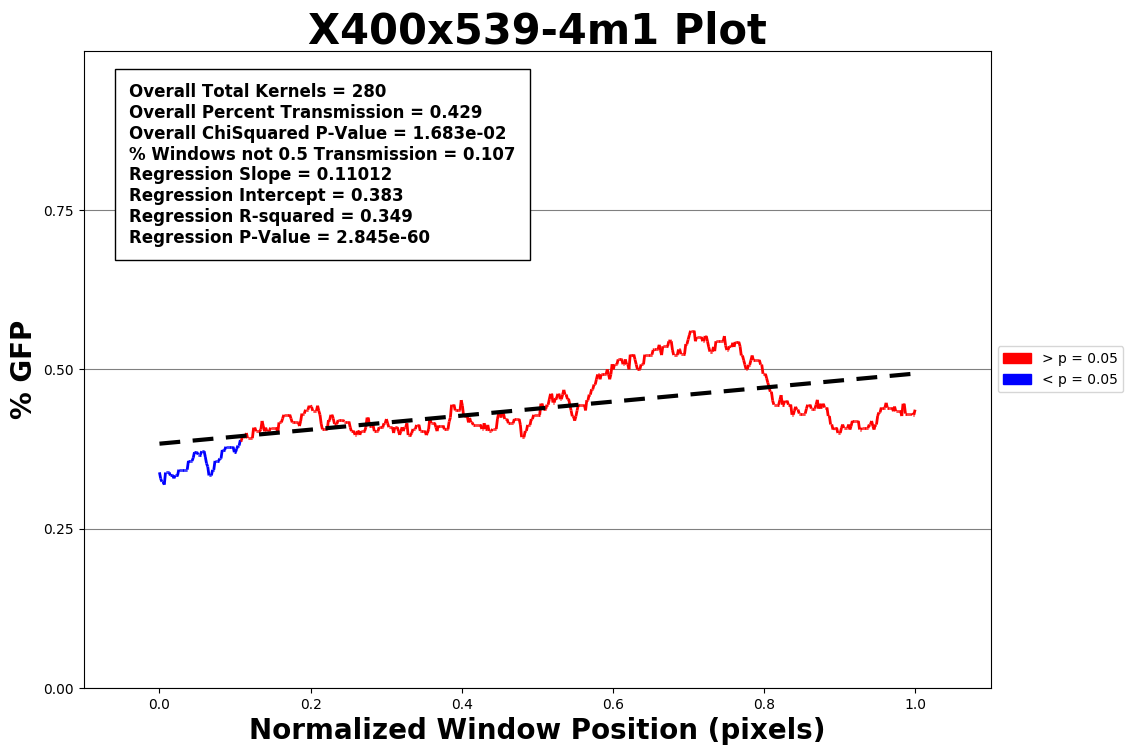 X400x539-4m1 Plot
Overall Total Kernels = 280
Overall Percent Transmission = 0.429
Overall ChiSquared P-Value = 1.683e-02
% Windows not 0.5 Transmission = 0.107
Regression Slope = 0.11012
Regression Intercept = 0.383
Regression R-squared = 0.349
Regression P-Value = 2.845e-60
% GFP
0.75
0.50
0.25
0.00
> p = 0.05
< p = 0.05
0.0 0.2 0.4 0.6 0.8 1.0
Normalized Window Position (pixels)